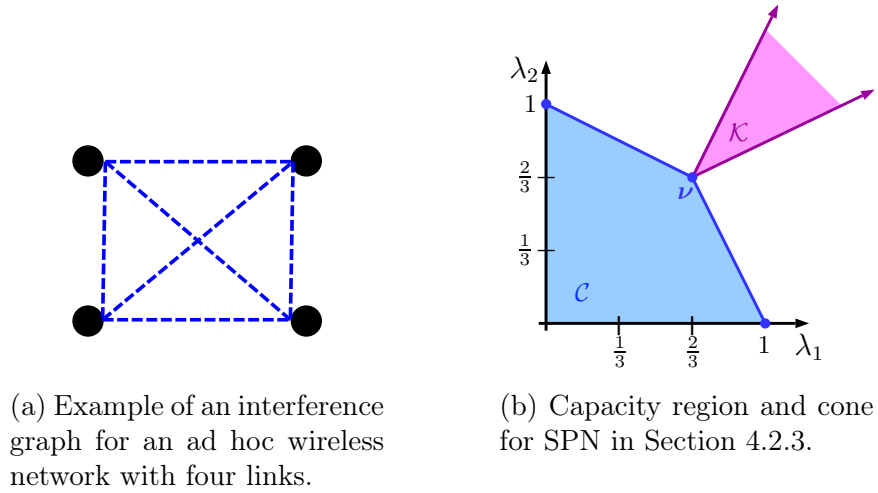 λ₂
1
2/3
1/3
𝒦
ν
𝒞
1/3
2/3
1
λ₁
(a) Example of an interference
graph for an ad hoc wireless
network with four links.
(b) Capacity region and cone
for SPN in Section 4.2.3.